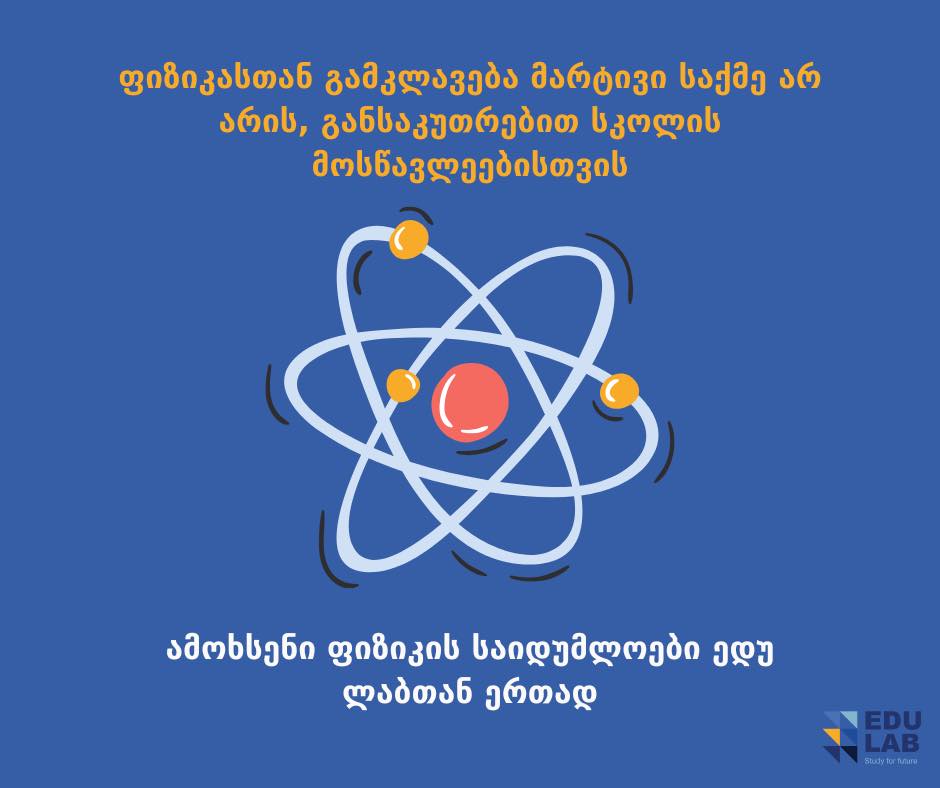 ფიზიკასთან გამკლავება მარტივი საქმე არ
არის, განსაკუთრებით სკოლის
მოსწავლეებისთვის
ამოხსენი ფიზიკის საიდუმლოები ედუ
ლაბთან ერთად
EDU
LAB
Study for future